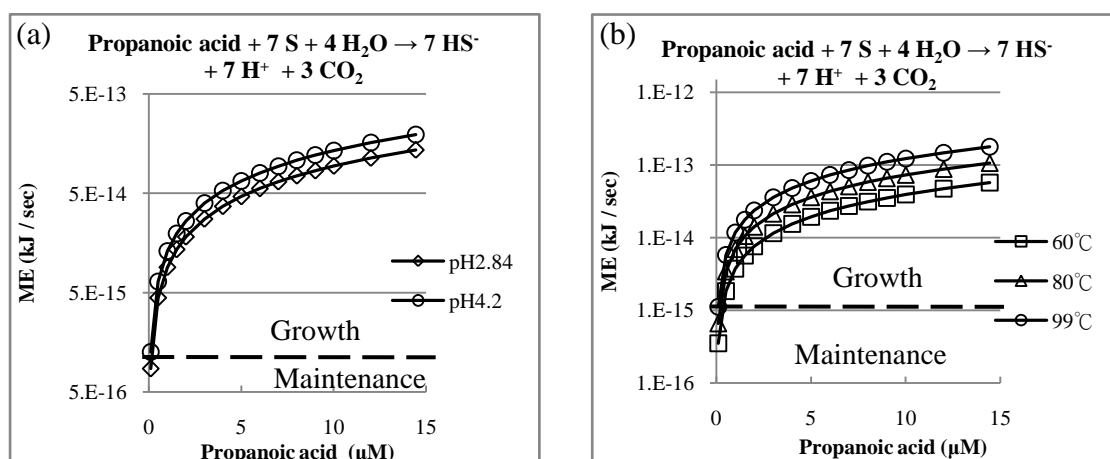 (a)
Propanoic acid + 7 S + 4 H₂O → 7 HS⁻
+ 7 H⁺ + 3 CO₂
5.E-13
5.E-14
5.E-15
5.E-16
ME (kJ / sec)
pH2.84
pH4.2
Growth
Maintenance
0 5 10 15
Propanoic acid (μM)
(b)
Propanoic acid + 7 S + 4 H₂O → 7 HS⁻
+ 7 H⁺ + 3 CO₂
1.E-12
1.E-13
1.E-14
1.E-15
1.E-16
ME (kJ / sec)
60℃
80℃
99℃
Growth
Maintenance
0 5 10 15
Propanoic acid (μM)